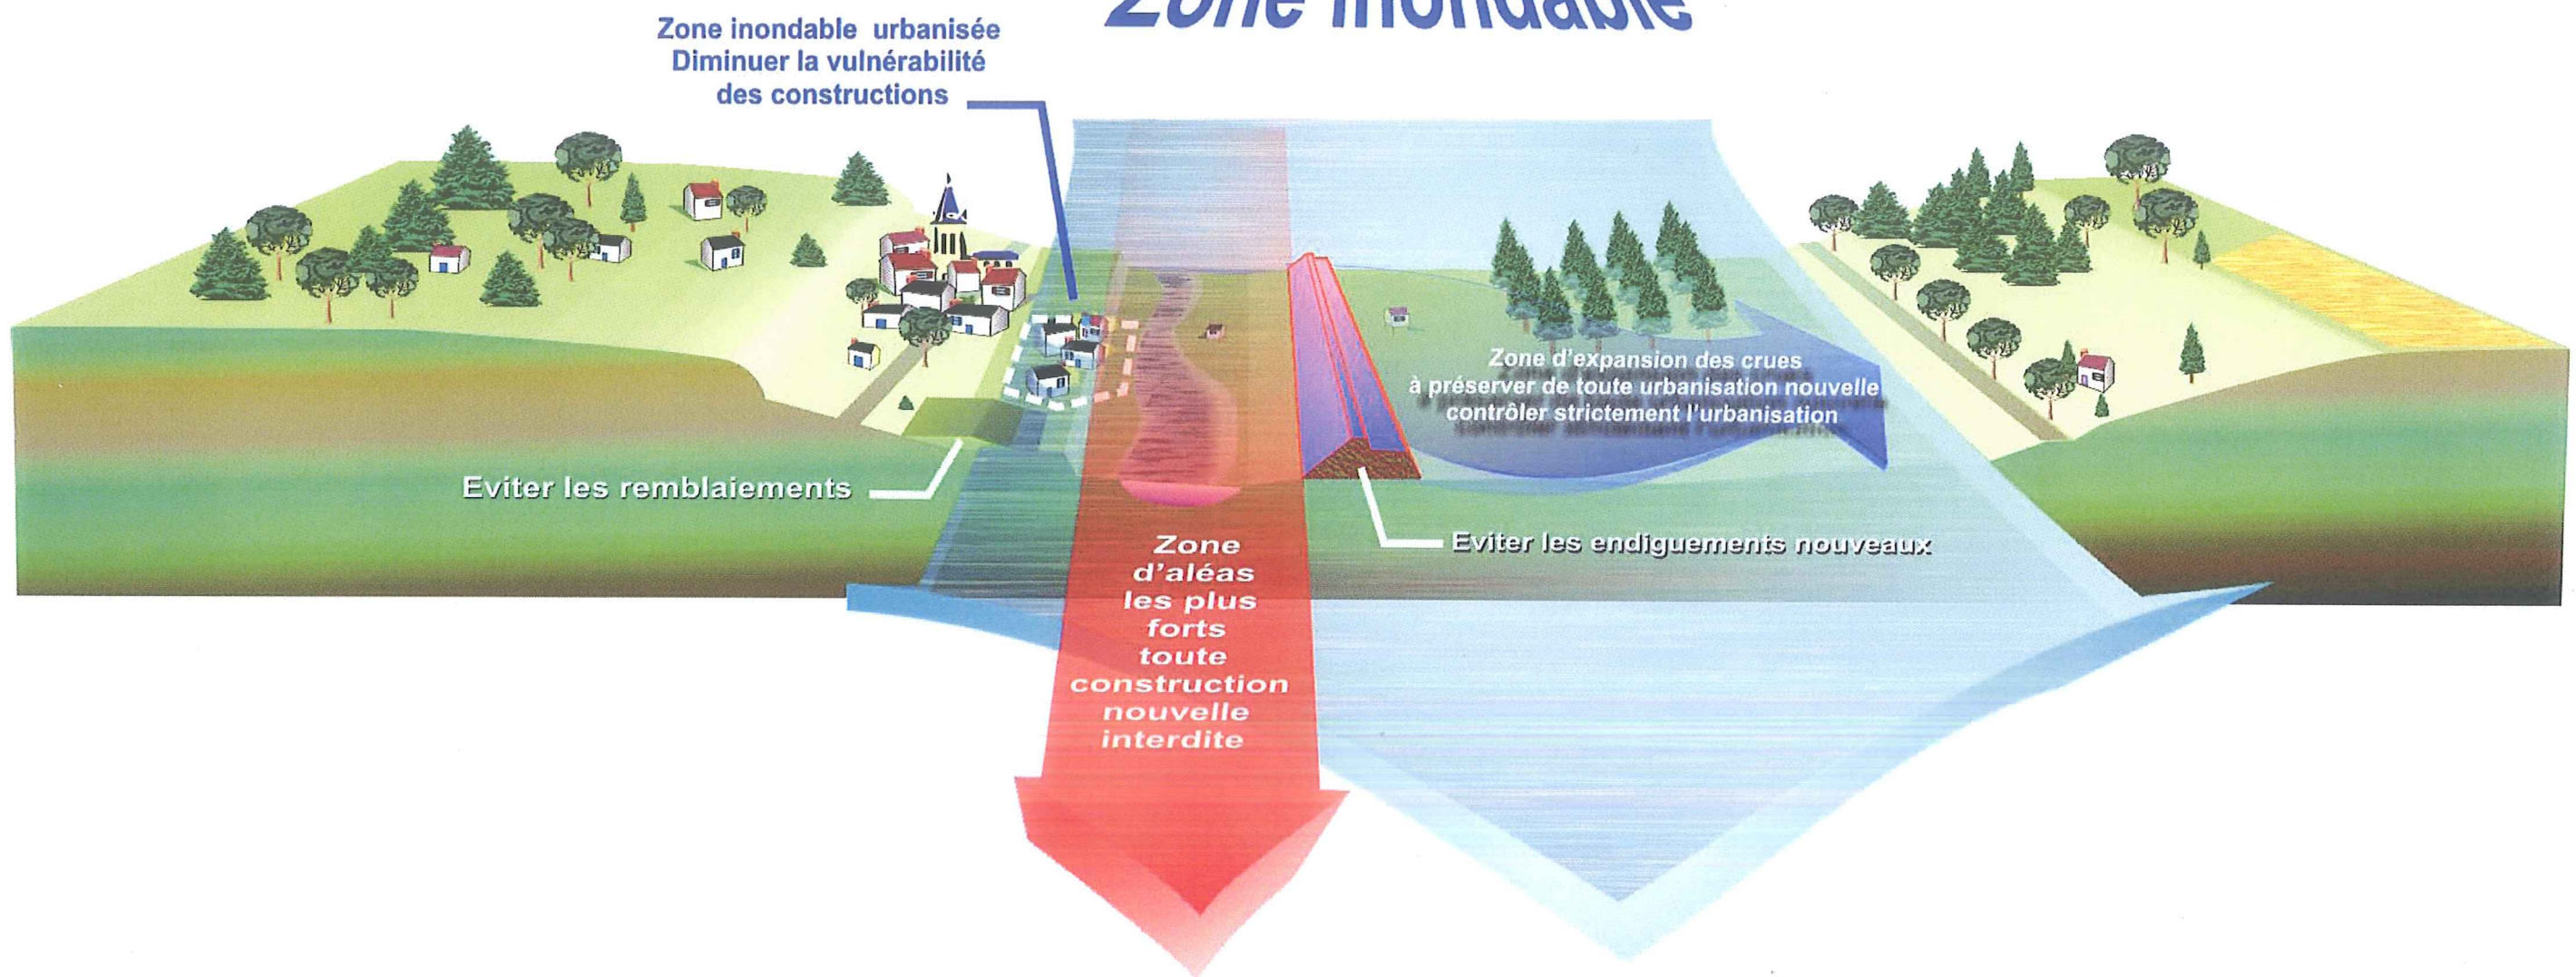 Zone inondable
Zone inondable urbanisée
Diminuer la vulnérabilité
des constructions
Zone d'expansion des crues
à préserver de toute urbanisation nouvelle
contrôler strictement l'urbanisation
Eviter les remblaiements
Eviter les endiguements nouveaux
Zone
d'aléas
les plus
forts
toute
construction
nouvelle
interdite